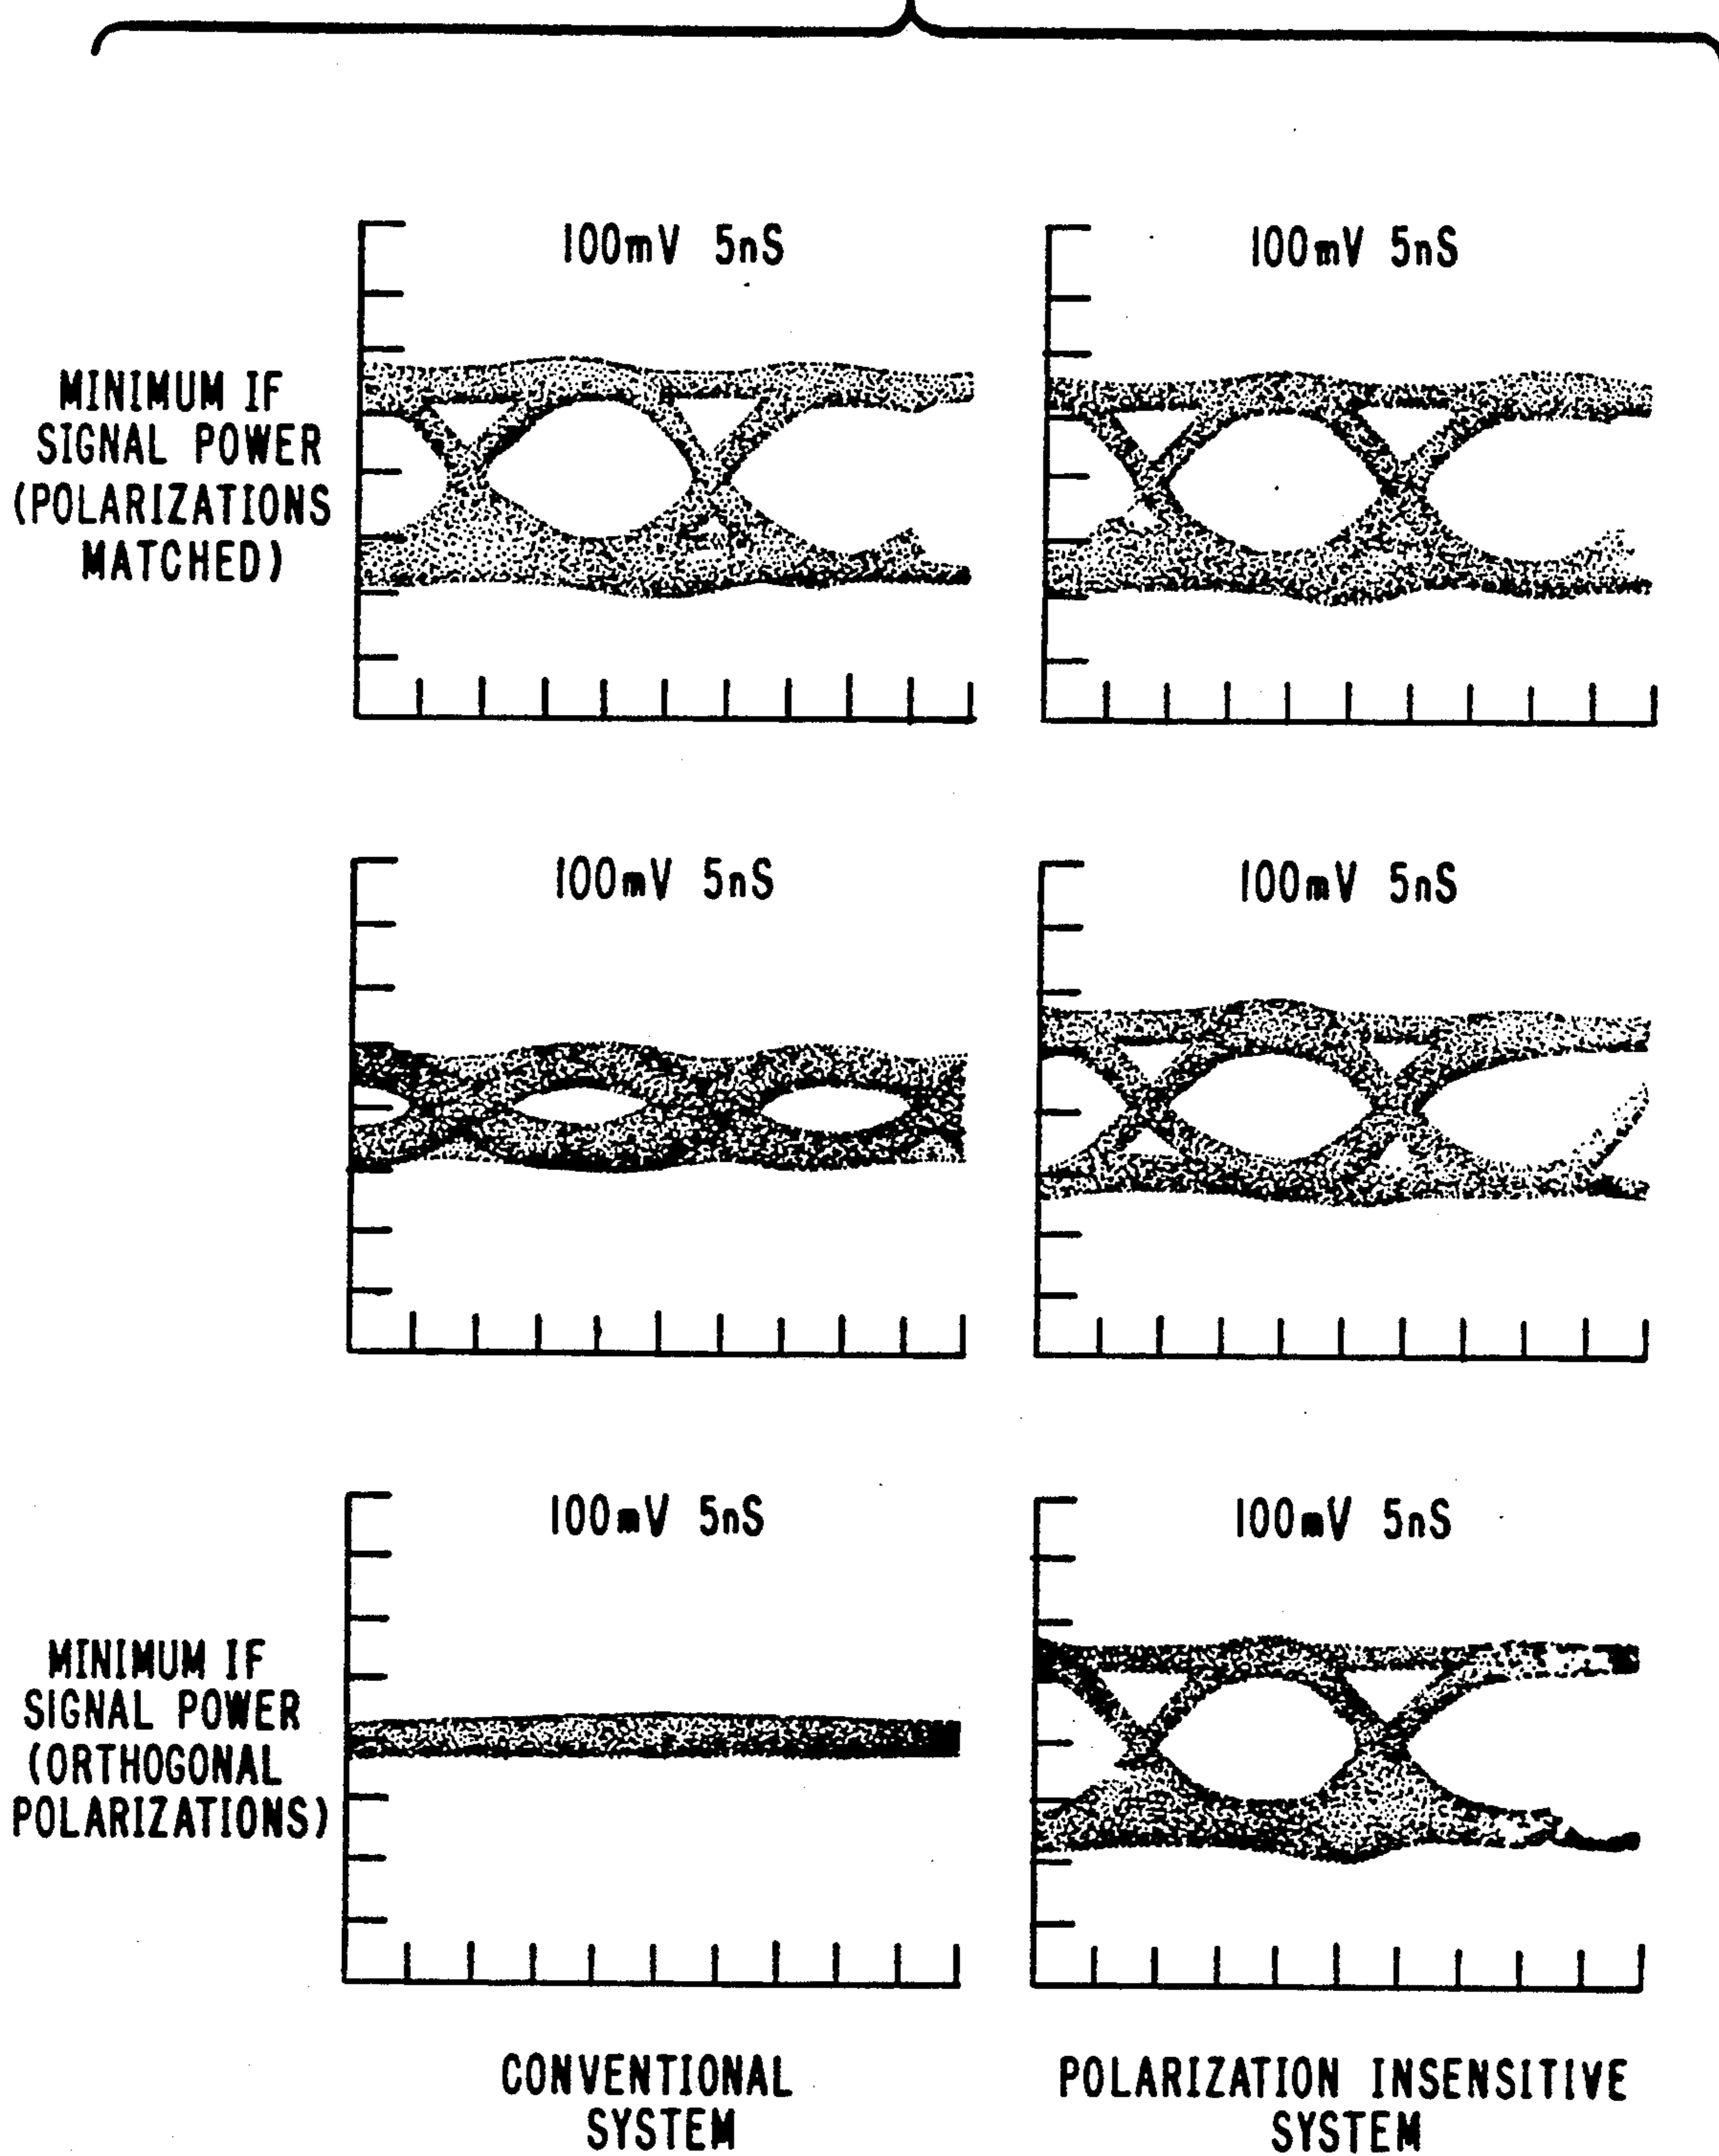 100mV 5nS
100mV 5nS
MINIMUM IF
SIGNAL POWER
(POLARIZATIONS
MATCHED)
100mV 5nS
100mV 5nS
100mV 5nS
100mV 5nS
MINIMUM IF
SIGNAL POWER
(ORTHOGONAL
POLARIZATIONS)
CONVENTIONAL
SYSTEM
POLARIZATION INSENSITIVE
SYSTEM